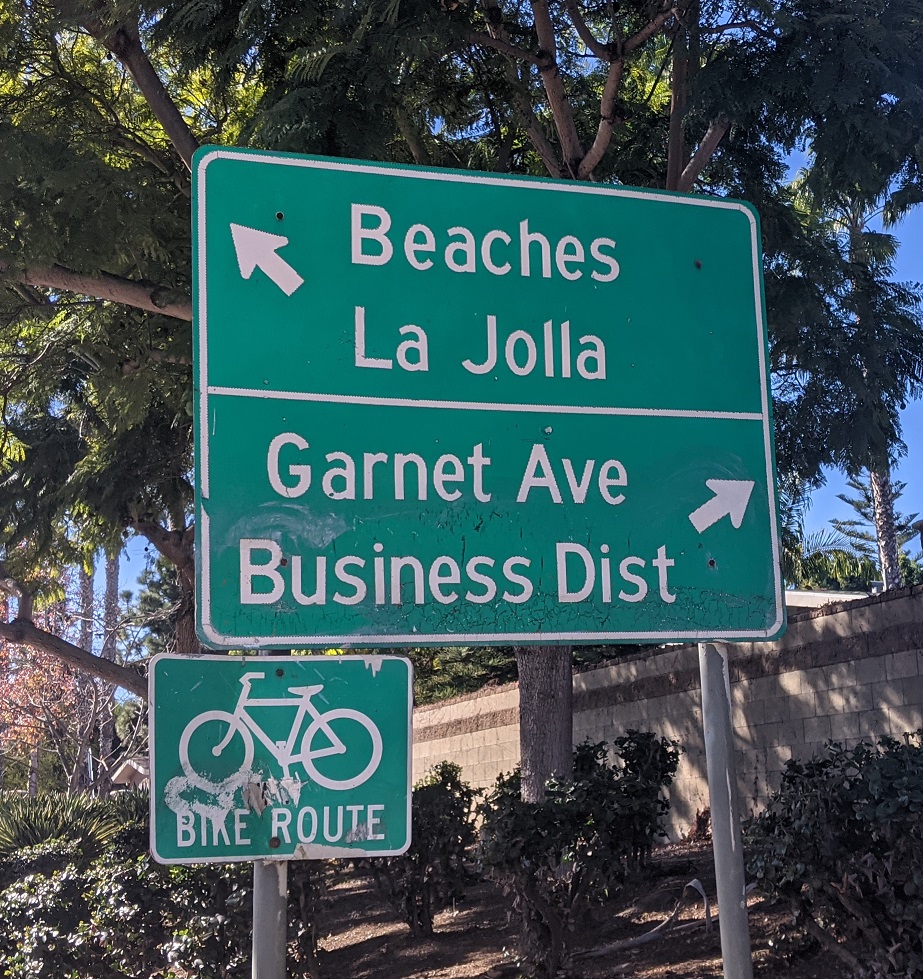 Beaches
La Jolla
Garnet Ave
Business Dist
BIKE ROUTE